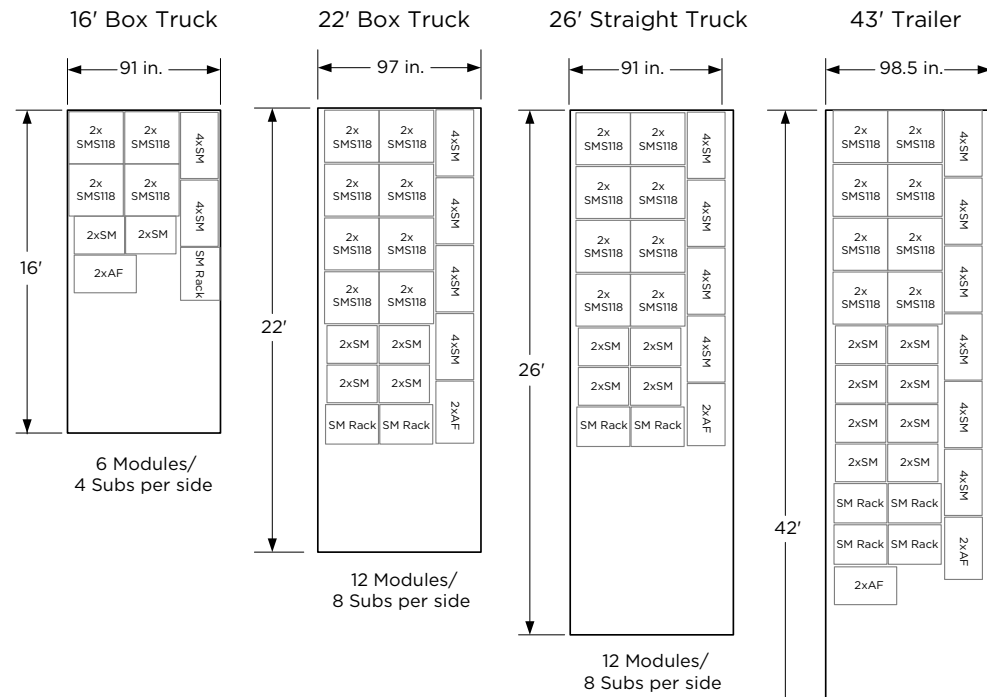 16' Box Truck
91 in.
16'
2x
SMS118
2x
SMS118
4xSM
2x
SMS118
2x
SMS118
4xSM
2xSM
2xSM
SM Rack
2xAF
6 Modules/
4 Subs per side
22' Box Truck
97 in.
22'
2x
SMS118
2x
SMS118
4xSM
2x
SMS118
2x
SMS118
4xSM
2x
SMS118
2x
SMS118
4xSM
2x
SMS118
2x
SMS118
4xSM
2xSM
2xSM
2xSM
2xSM
2xAF
SM Rack
SM Rack
12 Modules/
8 Subs per side
26' Straight Truck
91 in.
26'
2x
SMS118
2x
SMS118
4xSM
2x
SMS118
2x
SMS118
4xSM
2x
SMS118
2x
SMS118
4xSM
2x
SMS118
2x
SMS118
4xSM
2xSM
2xSM
2xSM
2xSM
2xAF
SM Rack
SM Rack
12 Modules/
8 Subs per side
43' Trailer
98.5 in.
42'
2x
SMS118
2x
SMS118
4xSM
2x
SMS118
2x
SMS118
4xSM
2x
SMS118
2x
SMS118
4xSM
2x
SMS118
2x
SMS118
4xSM
2xSM
2xSM
2xSM
2xSM
4xSM
2xSM
2xSM
2xSM
2xSM
4xSM
SM Rack
SM Rack
SM Rack
SM Rack
2xAF
2xAF